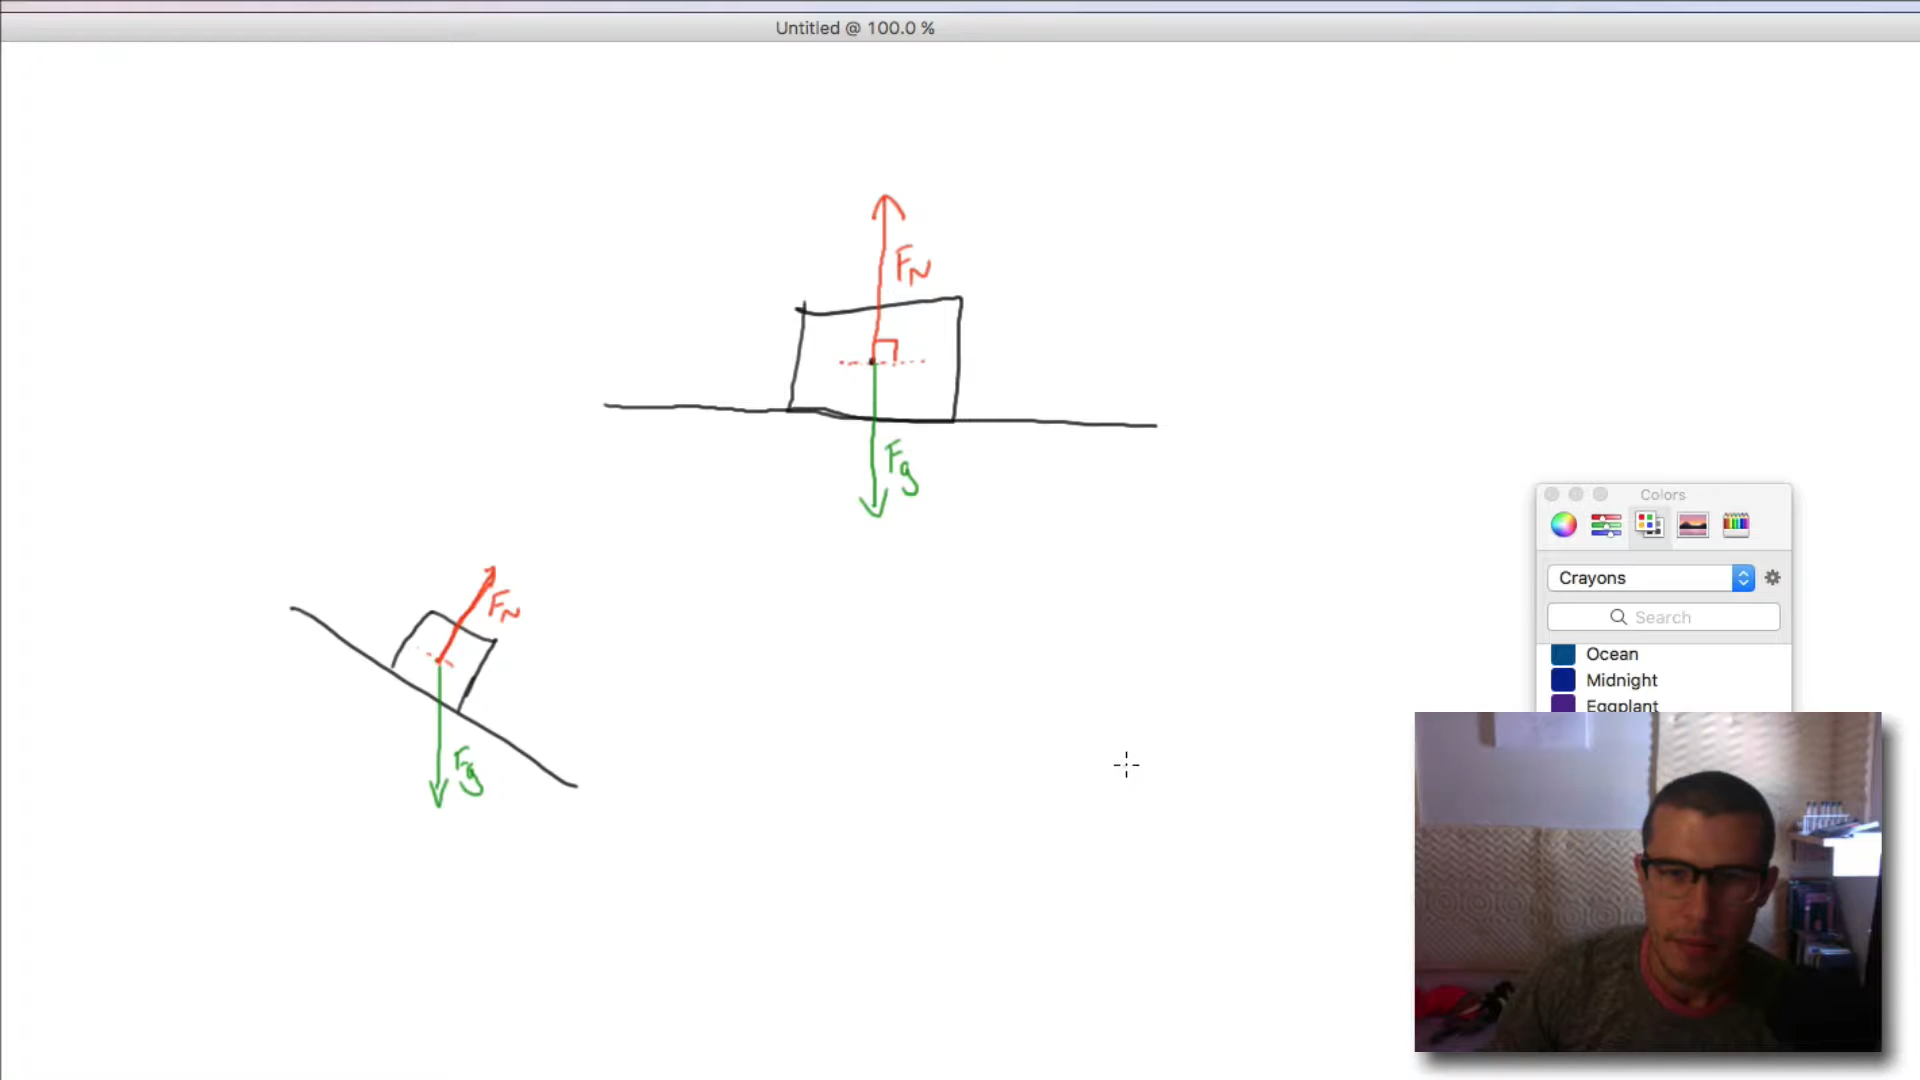 Untitled @ 100.0 %
FN
Fg
FN
Fg
Colors
Crayons
Search
Ocean
Midnight
Eggplant